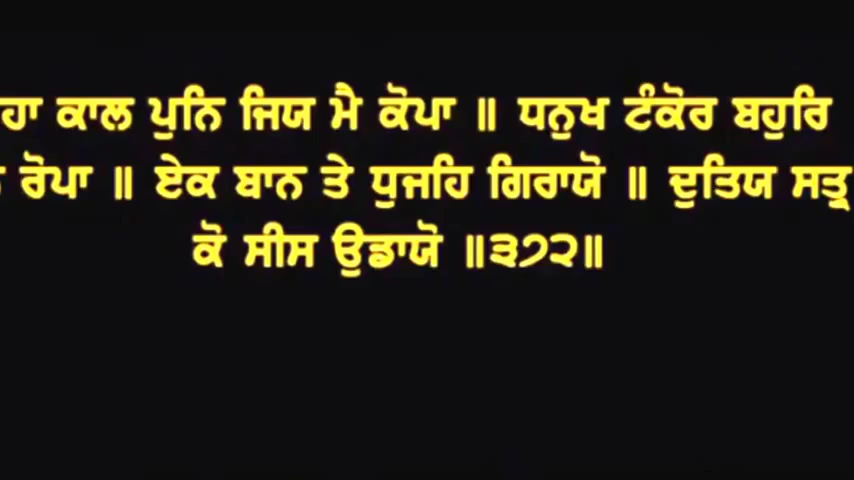 ਹਾ ਕਾਲ ਪੁਨਿ ਜਿਯ ਮੈ ਕੋਪਾ ॥ ਧਨੁਖ ਟੰਕੋਰ ਬਹੁਰਿ
ਰੋਪਾ ॥ ਏਕ ਬਾਨ ਤੇ ਧੁਜਹਿ ਗਿਰਾਯੋ ॥ ਦੁਤਿਯ ਸਤ੍ਰੁ
ਕੋ ਸੀਸ ਉਡਾਯੋ ॥੩੭੨॥